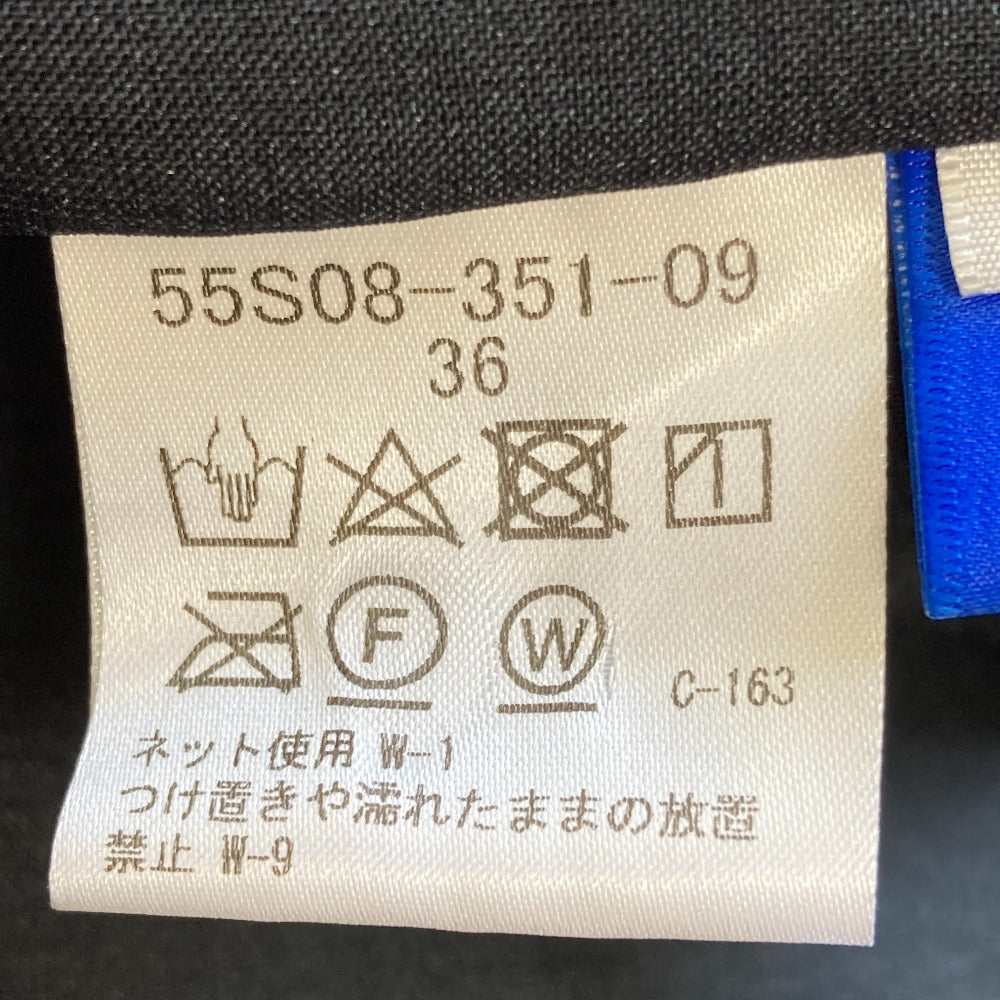 55S08-351-09
36
1
F
W
C-163
ネット使用 W-1
つけ置きや濡れたままの放置
禁止 W-9